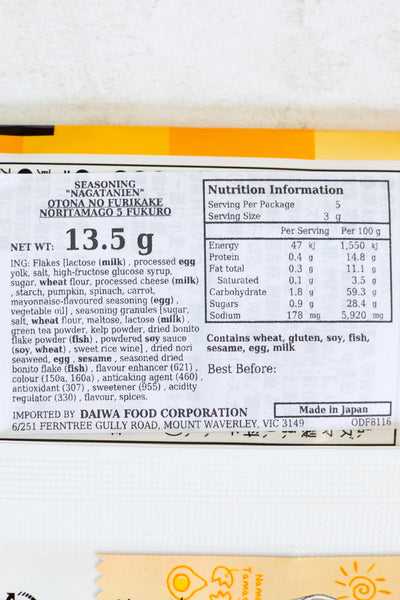 SEASONING
"NAGATANIEN"
OTONA NO FURIKAKE
NORITAMAGO 5 FUKURO
NET WT: 13.5 g
ING: Flakes [lactose (milk) , processed egg
yolk, salt, high-fructose glucose syrup,
sugar, wheat flour, processed cheese (milk)
, starch, pumpkin, spinach, carrot,
mayonnaise-flavoured seasoning (egg) ,
vegetable oil] , seasoning granules [sugar,
salt, wheat flour, maltose, lactose (milk) ,
green tea powder, kelp powder, dried bonito
flake powder (fish) , powdered soy sauce
(soy, wheat) , sweet rice wine] , dried nori
seaweed, egg , sesame , seasoned dried
bonito flake (fish) , flavour enhancer (621) ,
colour (150a, 160a) , anticaking agent (460) ,
antioxidant (307) , sweetener (955) , acidity
regulator (330) , flavour, spices.
Nutrition Information
Serving Per Package 5
Serving Size 3 g
Per Serving Per 100 g
Energy 47 kj 1,550 kj
Protein 0.4 g 14.8 g
Fat total 0.3 g 11.1 g
Saturated 0.1 g 3.5 g
Carbohydrate 1.8 g 59.3 g
Sugars 0.9 g 28.4 g
Sodium 178 mg 5,920 mg
Contains wheat, gluten, soy, fish,
sesame, egg, milk
Best Before:
Made in Japan
IMPORTED BY DAIWA FOOD CORPORATION
6/251 FERNTREE GULLY ROAD, MOUNT WAVERLEY, VIC 3149 ODF8116